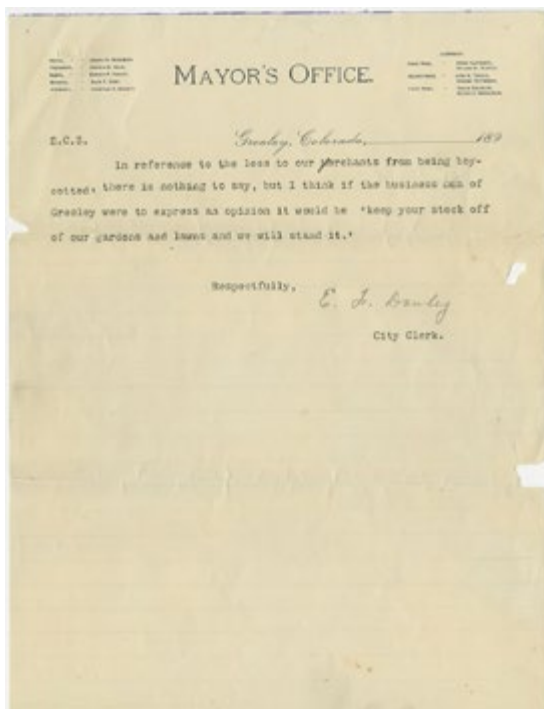 MAYOR'S OFFICE.
Greeley, Colorado, 189
In reference to the loss to our merchants from being boy-
cotted, there is nothing to say, but I think if the business men of
Greeley were to express an opinion it would be "keep your stock off
of our gardens and lawns and we will stand it."
Respectfully,
E. F.
City Clerk.